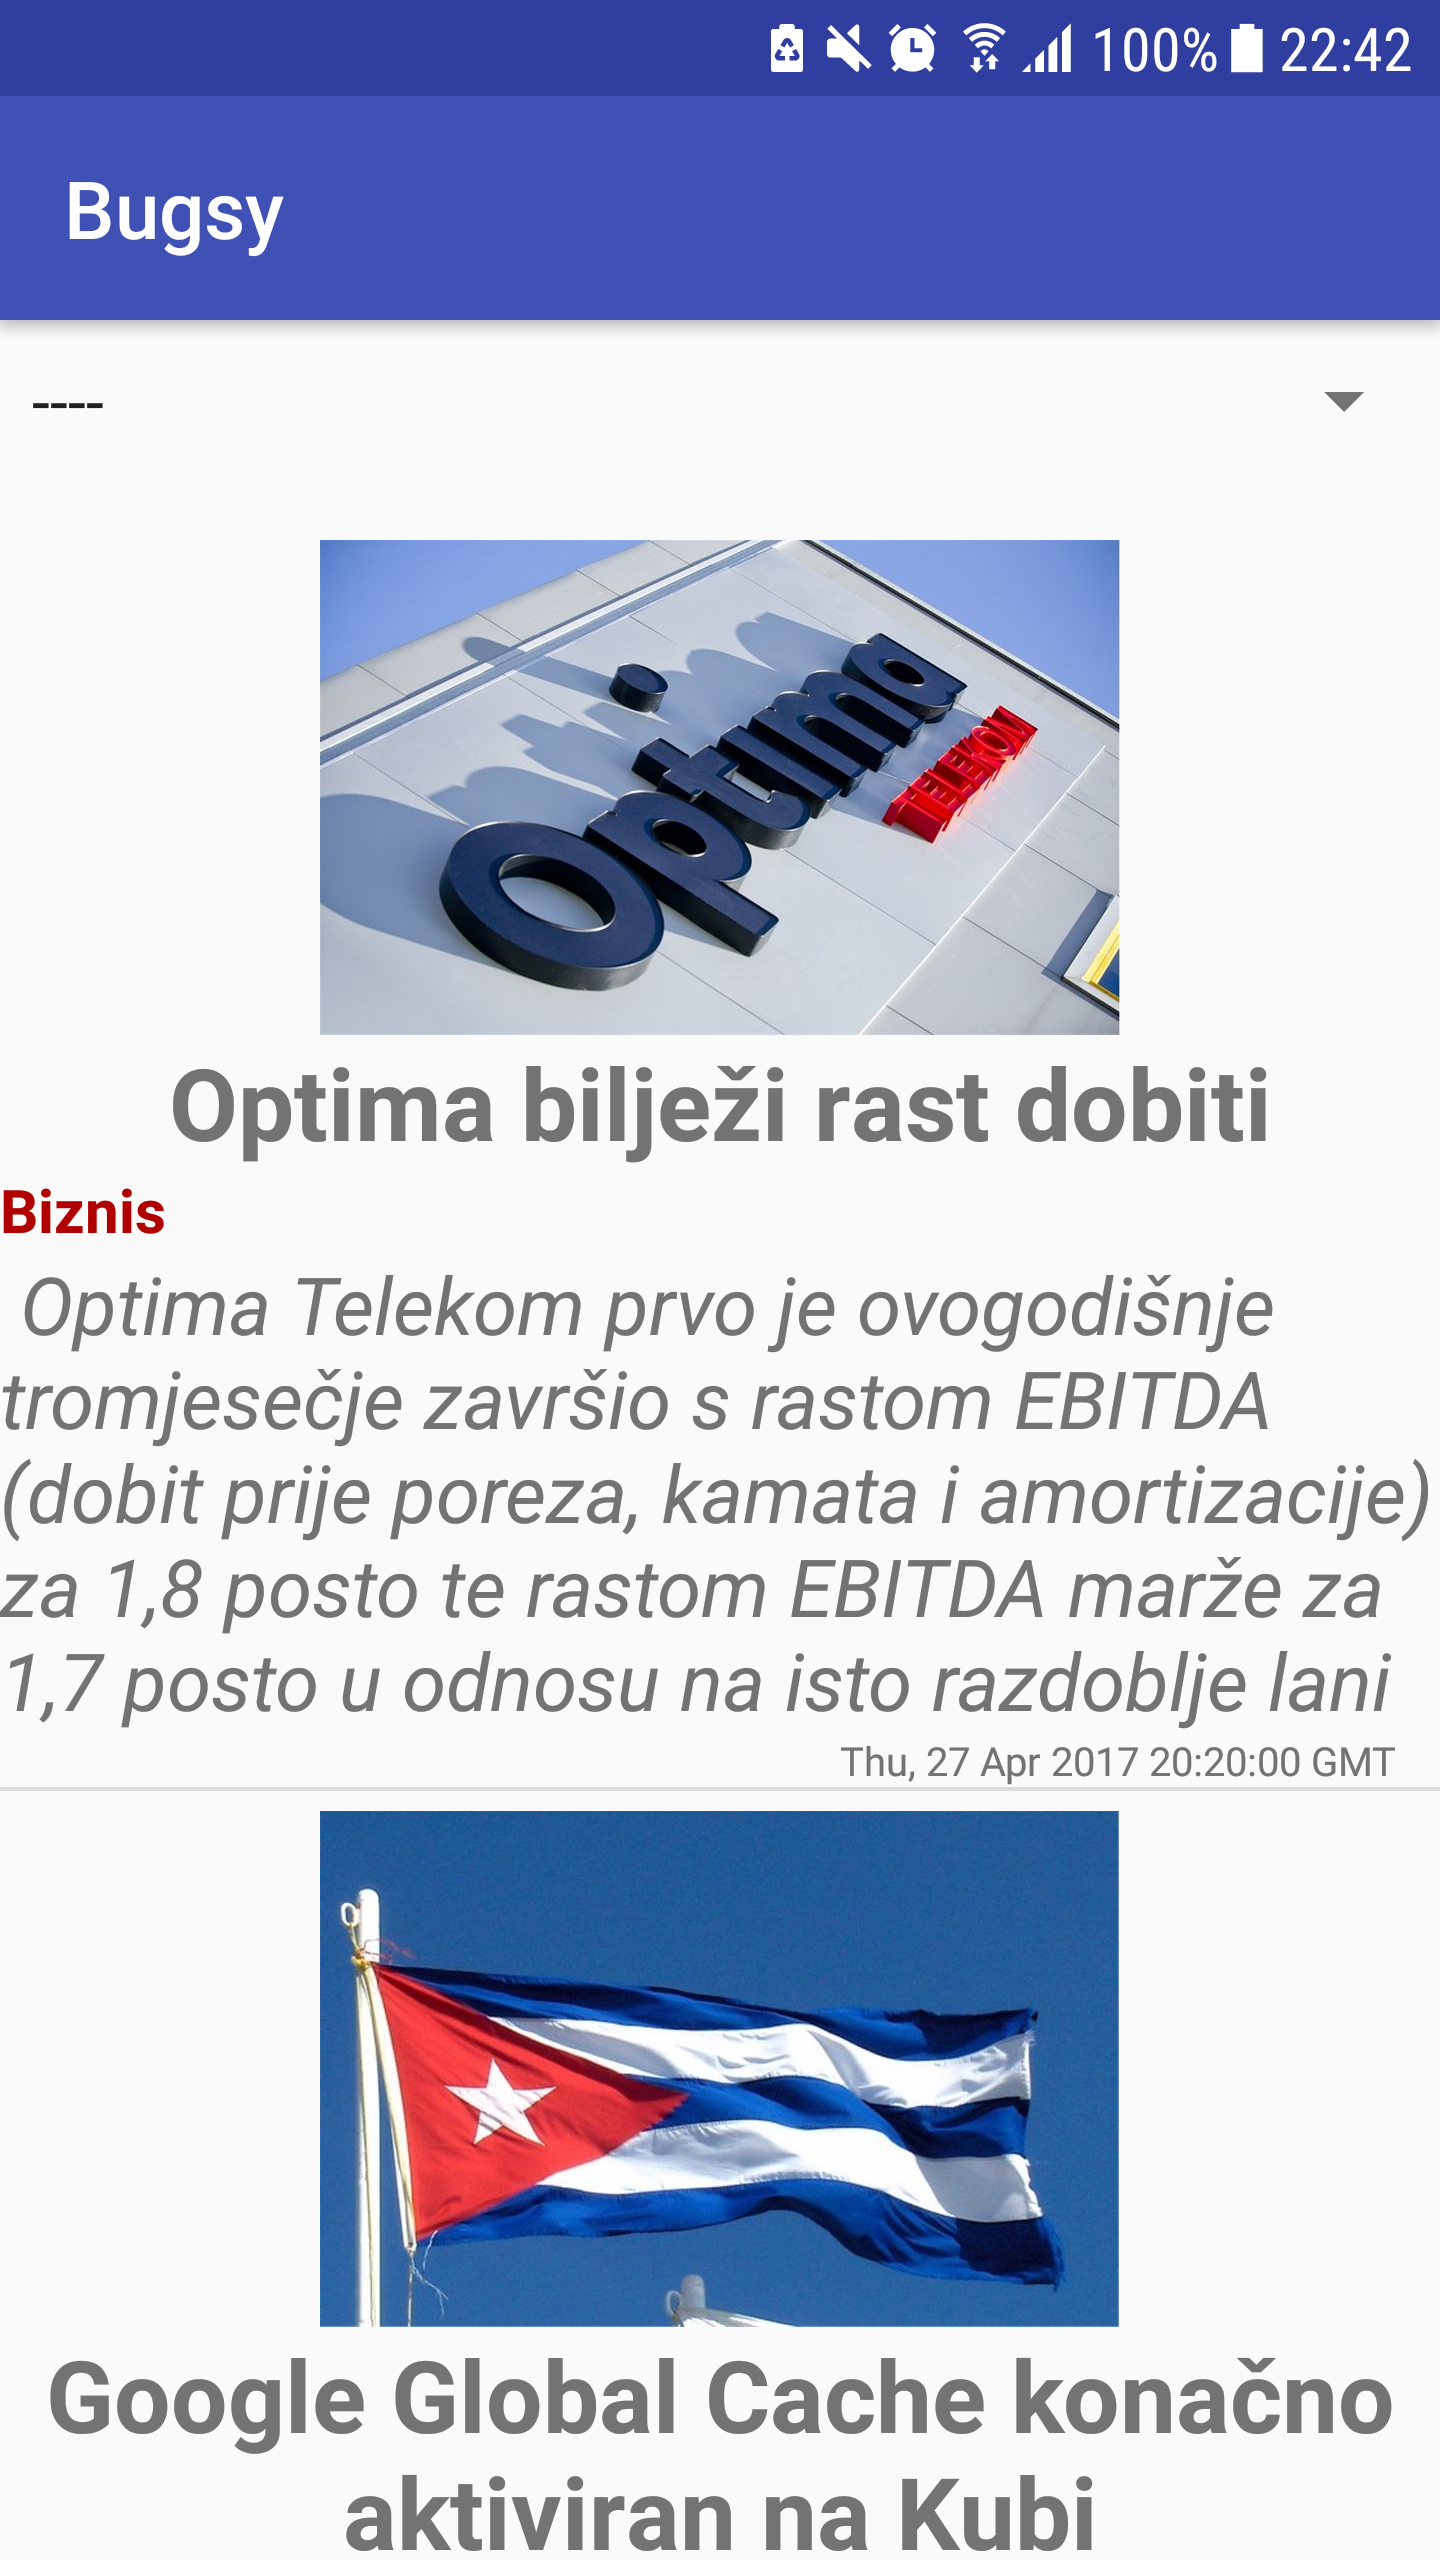 100% 22:42
Bugsy
----
Optima
TELEKOM
Optima bilježi rast dobiti
Biznis
Optima Telekom prvo je ovogodišnje
tromjesečje završio s rastom EBITDA
(dobit prije poreza, kamata i amortizacije)
za 1,8 posto te rastom EBITDA marže za
1,7 posto u odnosu na isto razdoblje lani
Thu, 27 Apr 2017 20:20:00 GMT
Google Global Cache konačno
aktiviran na Kubi